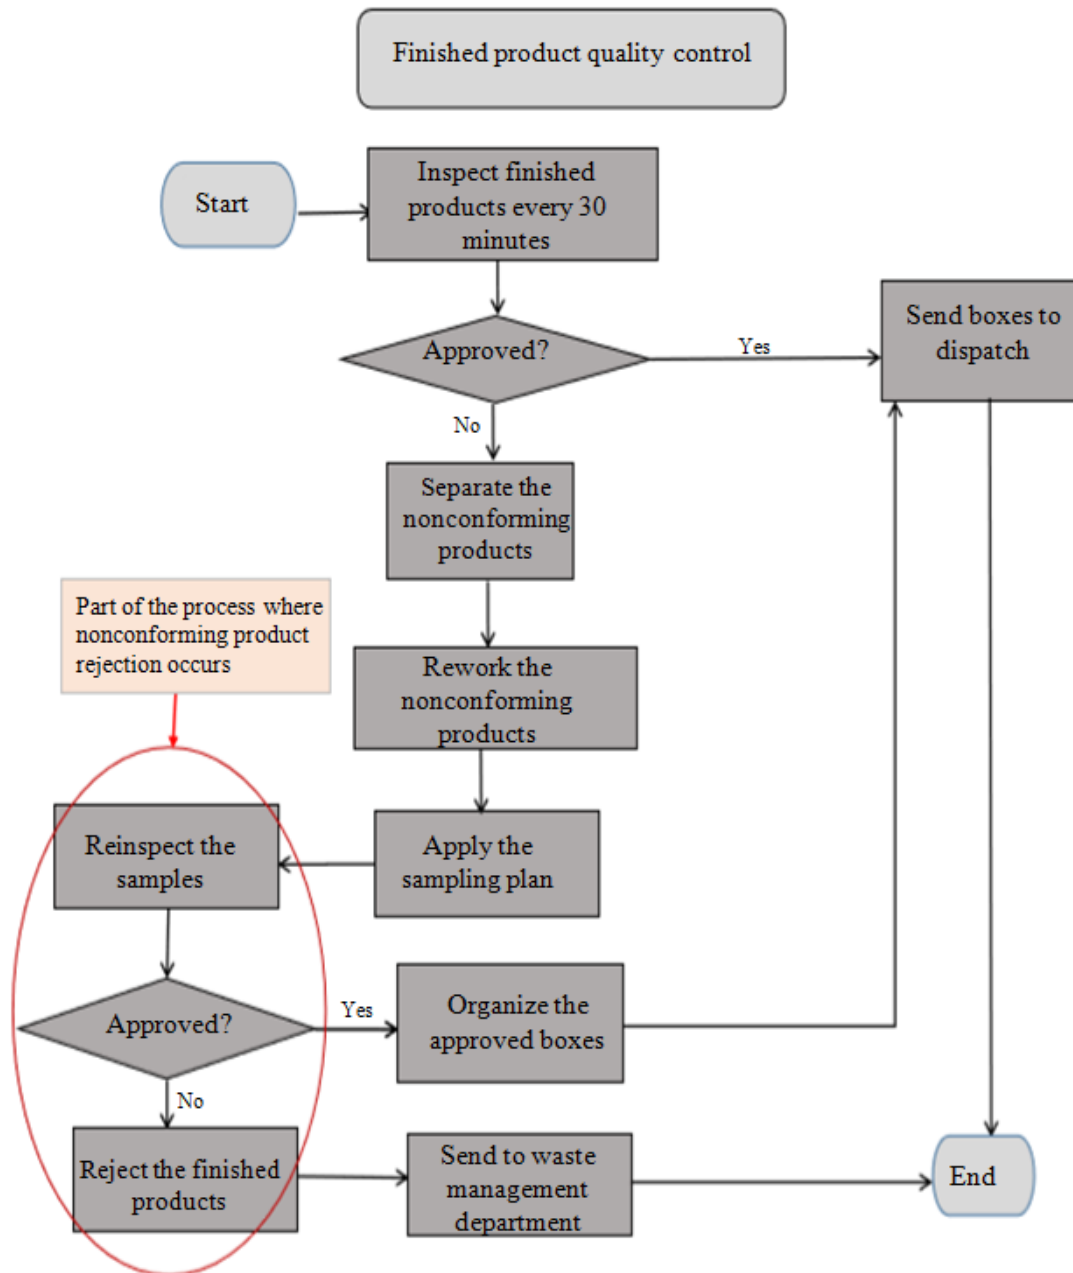 Finished product quality control
Start
Inspect finished
products every 30
minutes
Approved?
Yes
Send boxes to
dispatch
No
Separate the
nonconforming
products
Part of the process where
nonconforming product
rejection occurs
Rework the
nonconforming
products
Reinspect the
samples
Apply the
sampling plan
Approved?
Yes
Organize the
approved boxes
No
Reject the finished
products
Send to waste
management
department
End